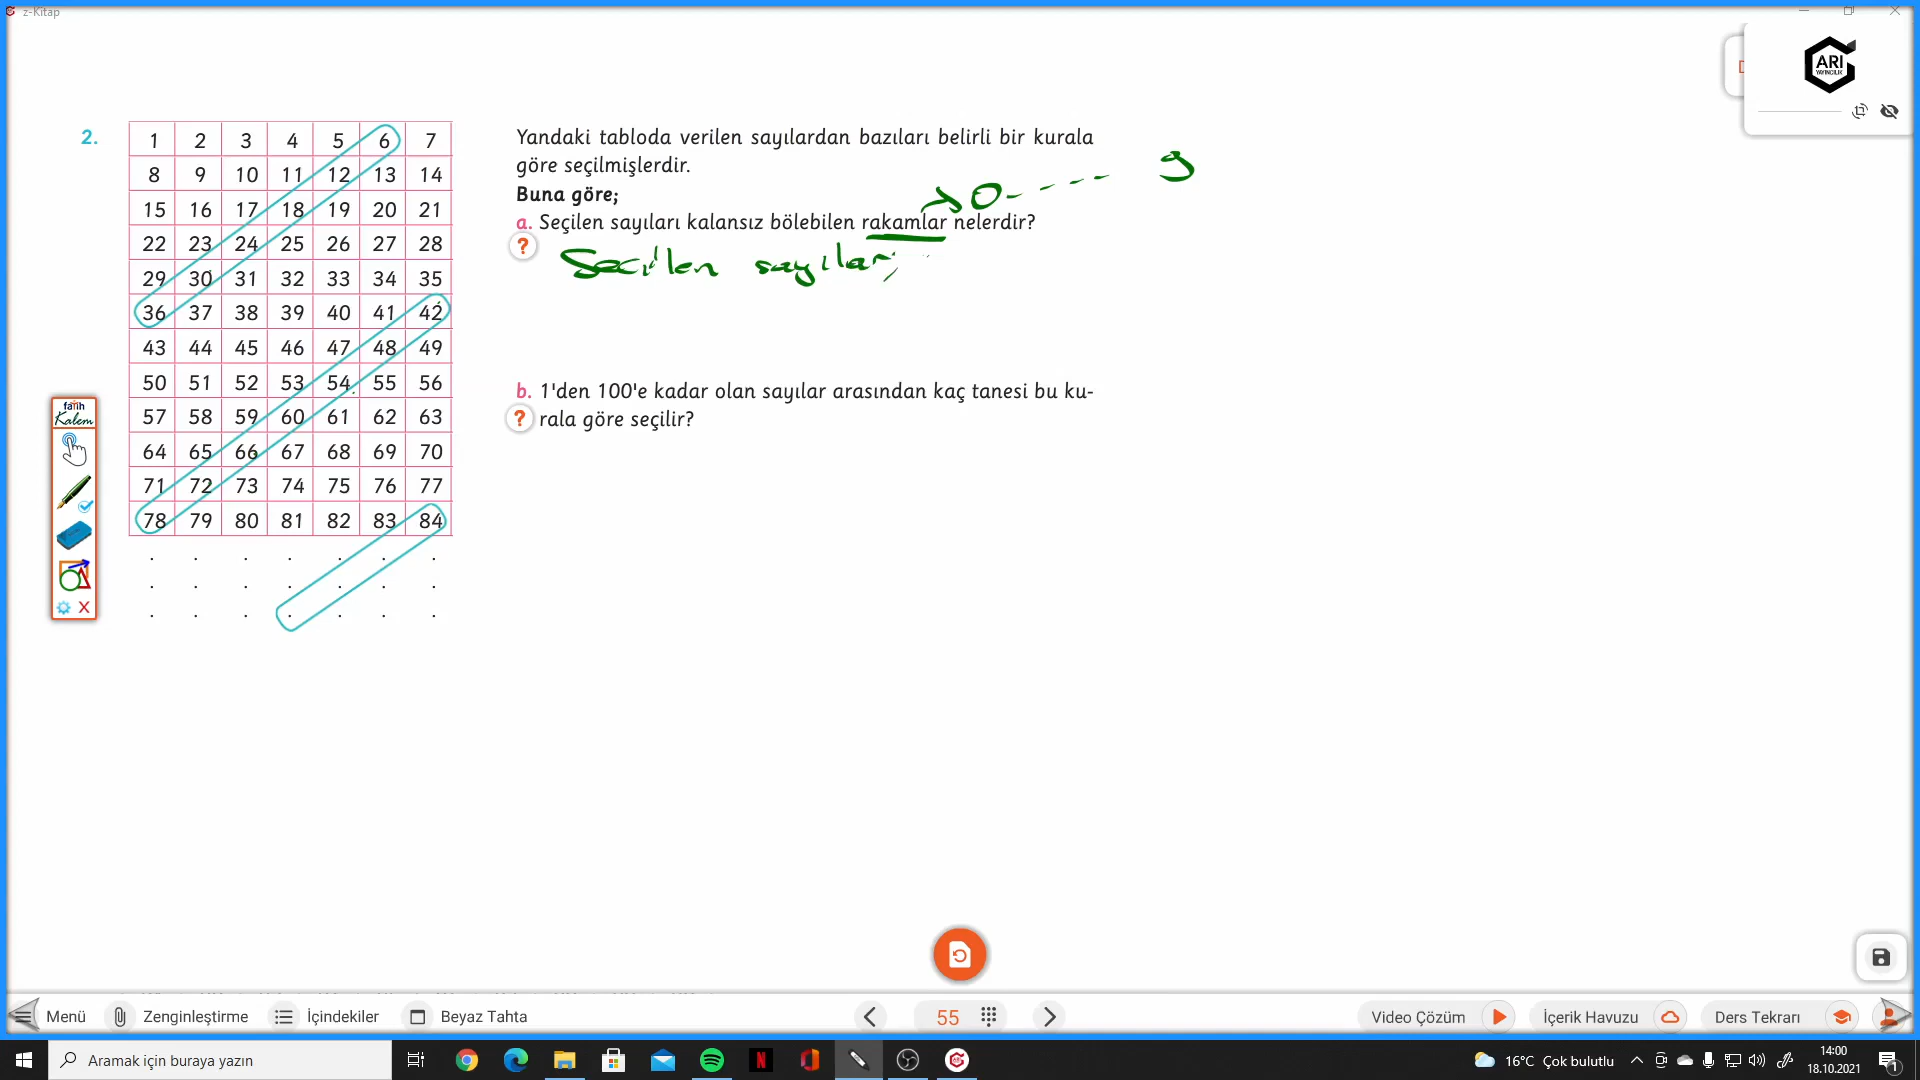 z-Kitap
ARI
YAYINCILIK
2.
1 2 3 4 5 6 7
8 9 10 11 12 13 14
15 16 17 18 19 20 21
22 23 24 25 26 27 28
29 30 31 32 33 34 35
36 37 38 39 40 41 42
43 44 45 46 47 48 49
50 51 52 53 54 55 56
57 58 59 60 61 62 63
64 65 66 67 68 69 70
71 72 73 74 75 76 77
78 79 80 81 82 83 84
Yandaki tabloda verilen sayılardan bazıları belirli bir kurala
göre seçilmişlerdir.
Buna göre;
0 - - - - 9
a. Seçilen sayıları kalansız bölebilen rakamlar nelerdir?
?
Seçilen sayılar;
b. 1'den 100'e kadar olan sayılar arasından kaç tanesi bu ku-
? rala göre seçilir?
fatih
Kalem
X
Menü Zenginleştirme İçindekiler Beyaz Tahta 55 Video Çözüm İçerik Havuzu Ders Tekrarı
Aramak için buraya yazın
16°C Çok bulutlu
14:00
18.10.2021
1